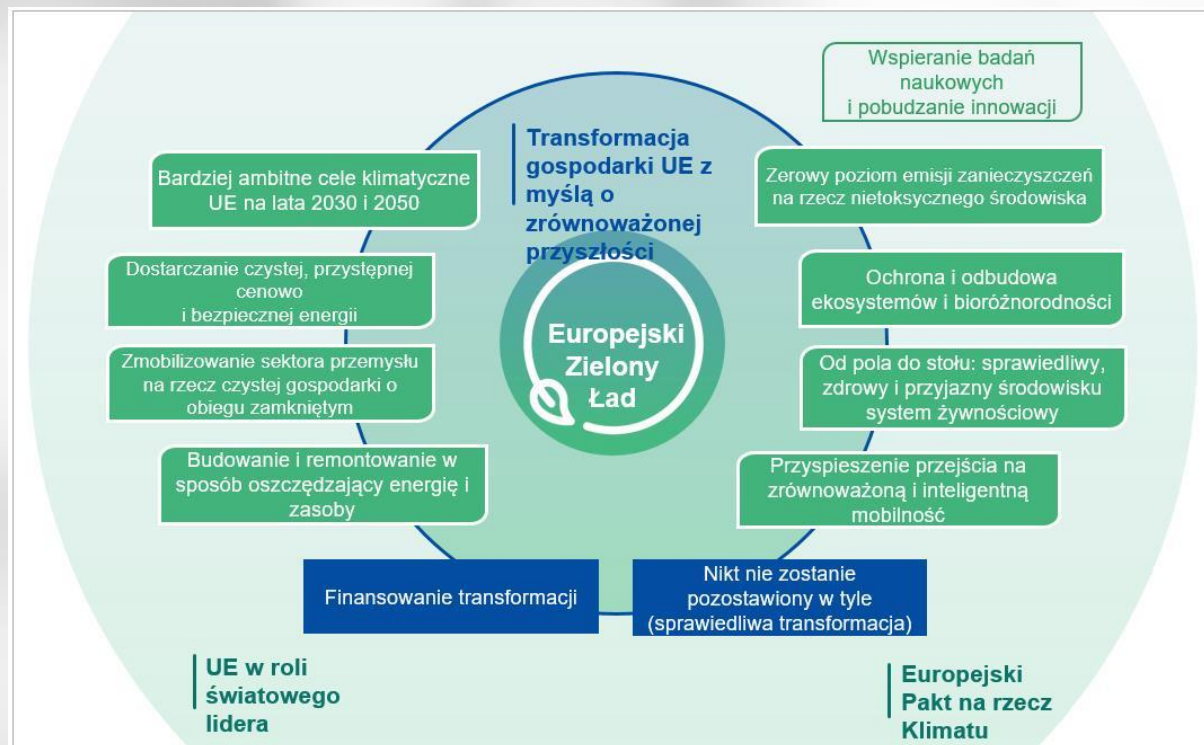 Wspieranie badań
naukowych
i pobudzanie innowacji
Transformacja
gospodarki UE z
myślą o
zrównoważonej
przyszłości
Bardziej ambitne cele klimatyczne
UE na lata 2030 i 2050
Zerowy poziom emisji zanieczyszczeń
na rzecz nietoksycznego środowiska
Dostarczanie czystej, przystępnej
cenowo
i bezpiecznej energii
Ochrona i odbudowa
ekosystemów i bioróżnorodności
Europejski
Zielony
Ład
Zmobilizowanie sektora przemysłu
na rzecz czystej gospodarki o
obiegu zamkniętym
Od pola do stołu: sprawiedliwy,
zdrowy i przyjazny środowisku
system żywnościowy
Budowanie i remontowanie w
sposób oszczędzający energię i
zasoby
Przyspieszenie przejścia na
zrównoważoną i inteligentną
mobilność
Finansowanie transformacji
Nikt nie zostanie
pozostawiony w tyle
(sprawiedliwa transformacja)
UE w roli
światowego
lidera
Europejski
Pakt na rzecz
Klimatu